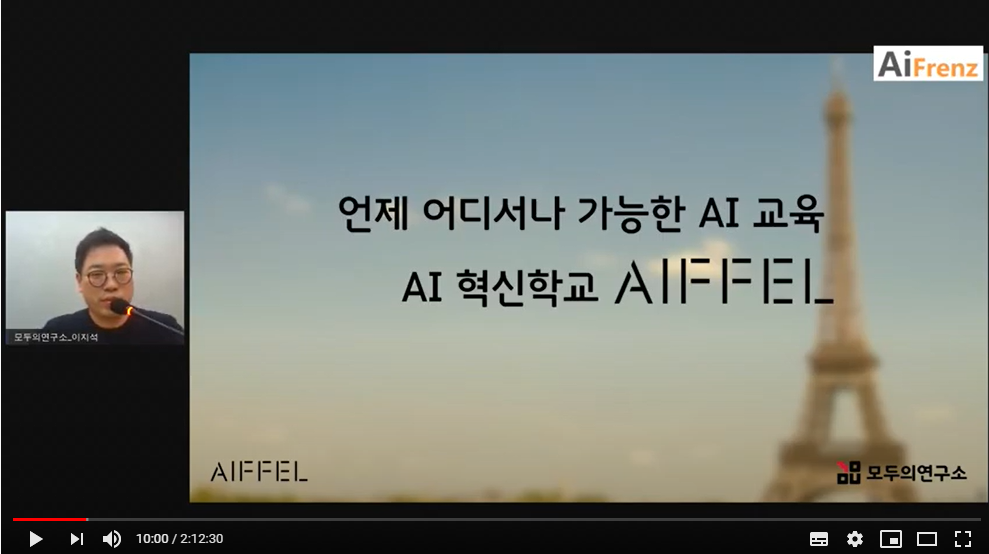 AiFrenz
언제 어디서나 가능한 AI 교육
AI 혁신학교 AIFFEL
모두의연구소_이지석
AIFFEL
모두의연구소
10:00 / 2:12:30